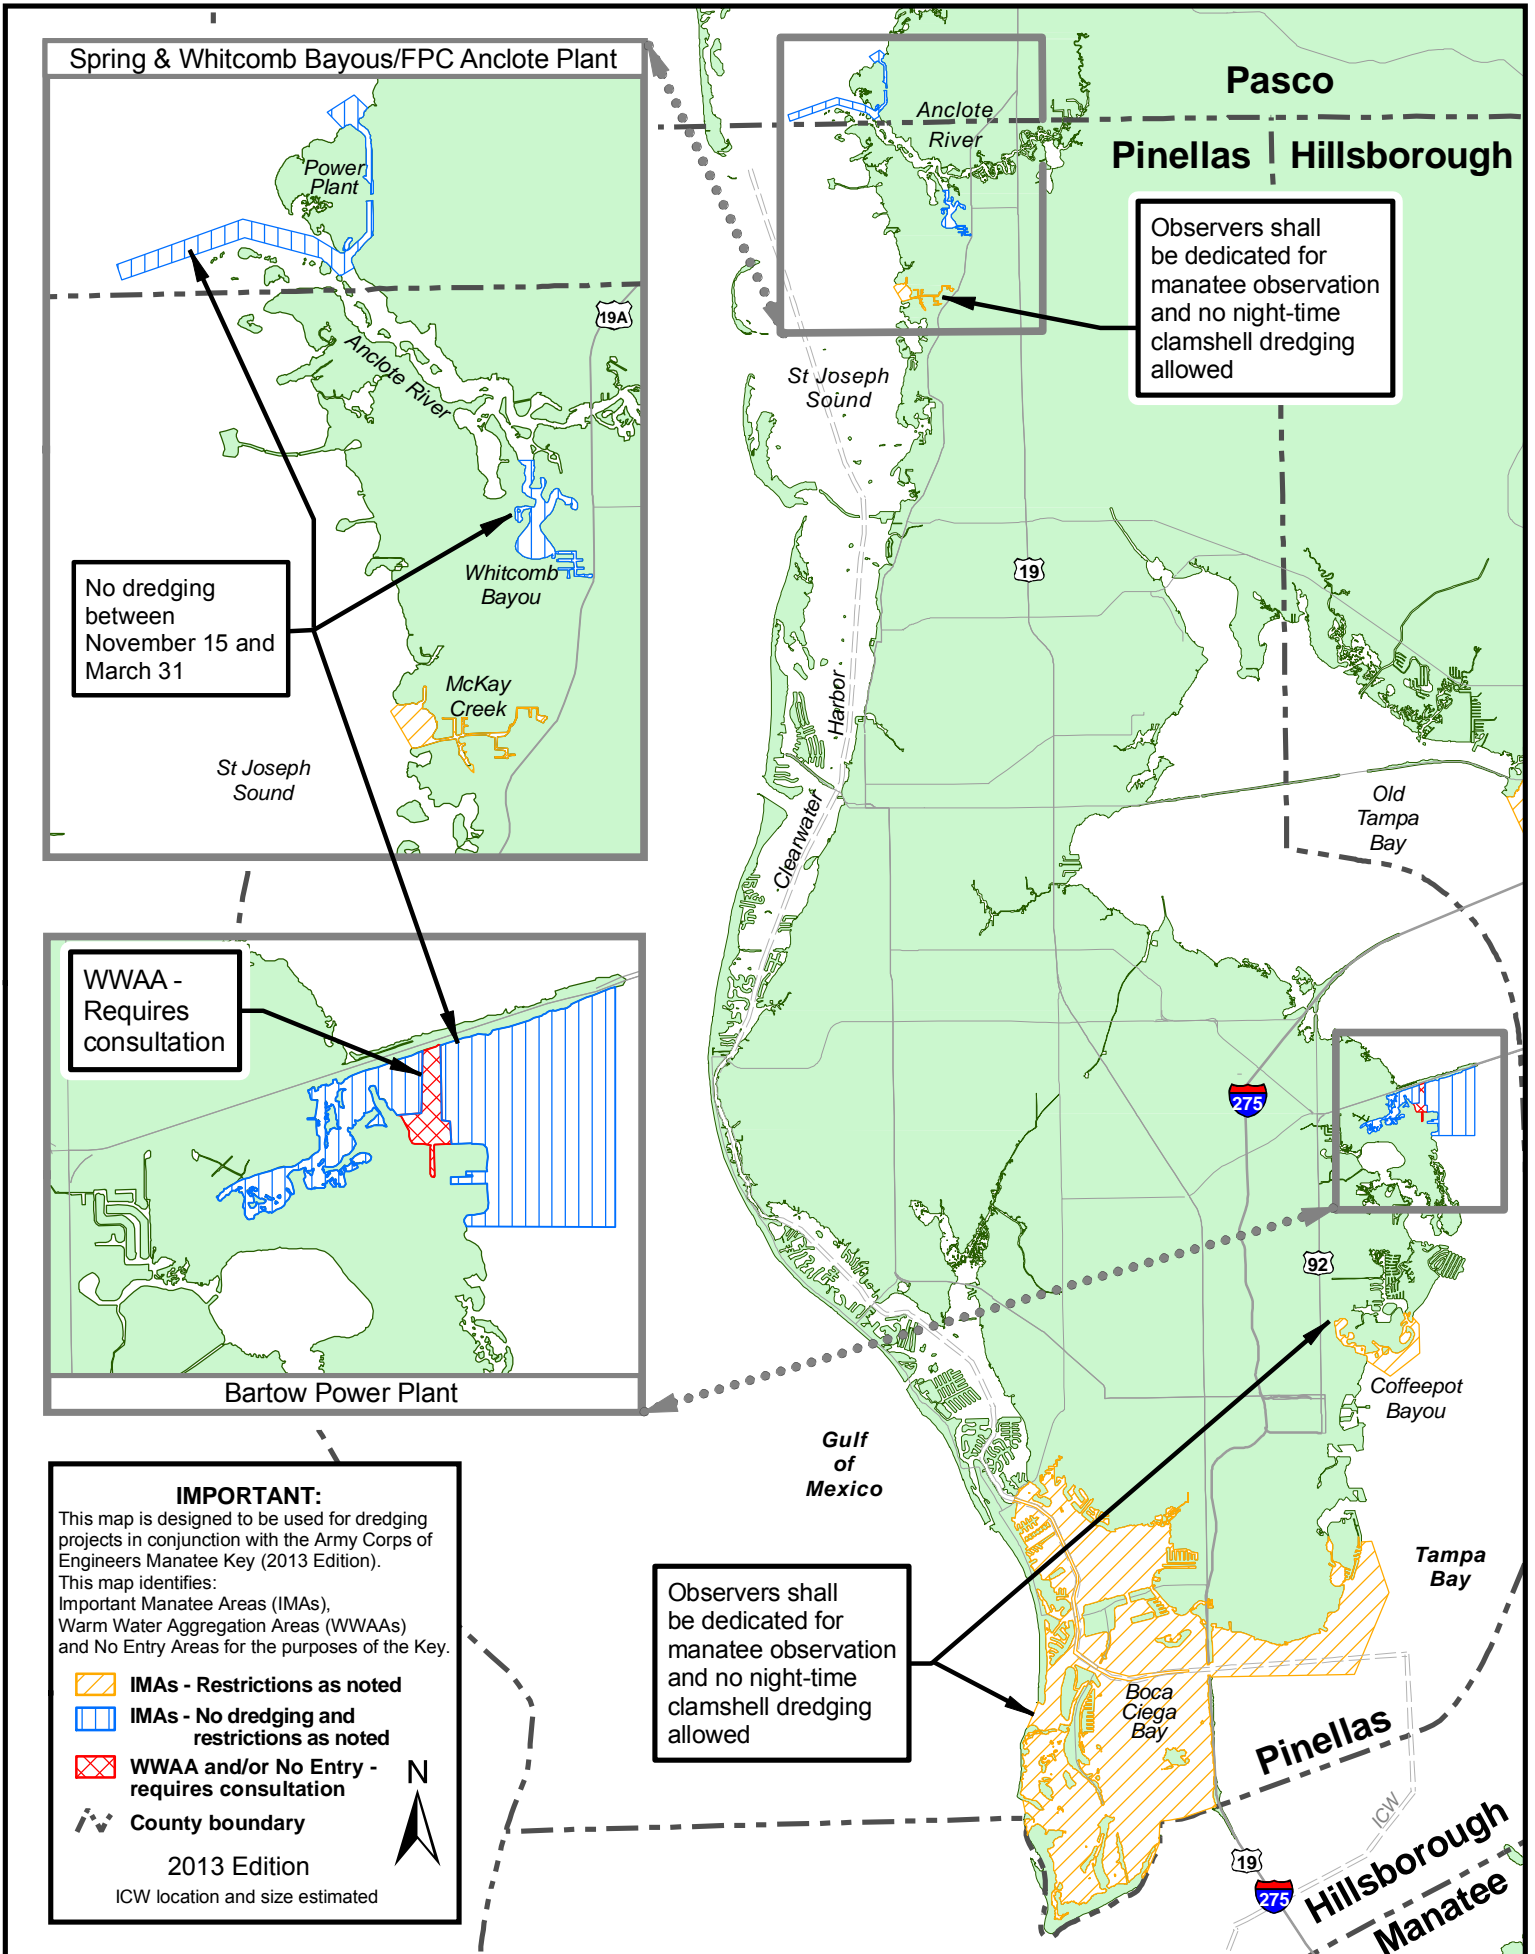 Spring & Whitcomb Bayous/FPC Anclote Plant
Power
Plant
19A
Anclote River
No dredging
between
November 15 and
March 31
Whitcomb
Bayou
McKay
Creek
St Joseph
Sound
WWAA -
Requires
consultation
Bartow Power Plant
IMPORTANT:
This map is designed to be used for dredging
projects in conjunction with the Army Corps of
Engineers Manatee Key (2013 Edition).
This map identifies:
Important Manatee Areas (IMAs),
Warm Water Aggregation Areas (WWAAs)
and No Entry Areas for the purposes of the Key.
IMAs - Restrictions as noted
IMAs - No dredging and
restrictions as noted
WWAA and/or No Entry -
requires consultation
County boundary
N
2013 Edition
ICW location and size estimated
Pasco
Anclote
River
Pinellas
Hillsborough
Observers shall
be dedicated for
manatee observation
and no night-time
clamshell dredging
allowed
St Joseph
Sound
19
Clearwater Harbor
Old
Tampa
Bay
275
92
Coffeepot
Bayou
Gulf
of
Mexico
Tampa
Bay
Observers shall
be dedicated for
manatee observation
and no night-time
clamshell dredging
allowed
Boca
Ciega
Bay
Pinellas
ICW
19
275
Hillsborough
Manatee